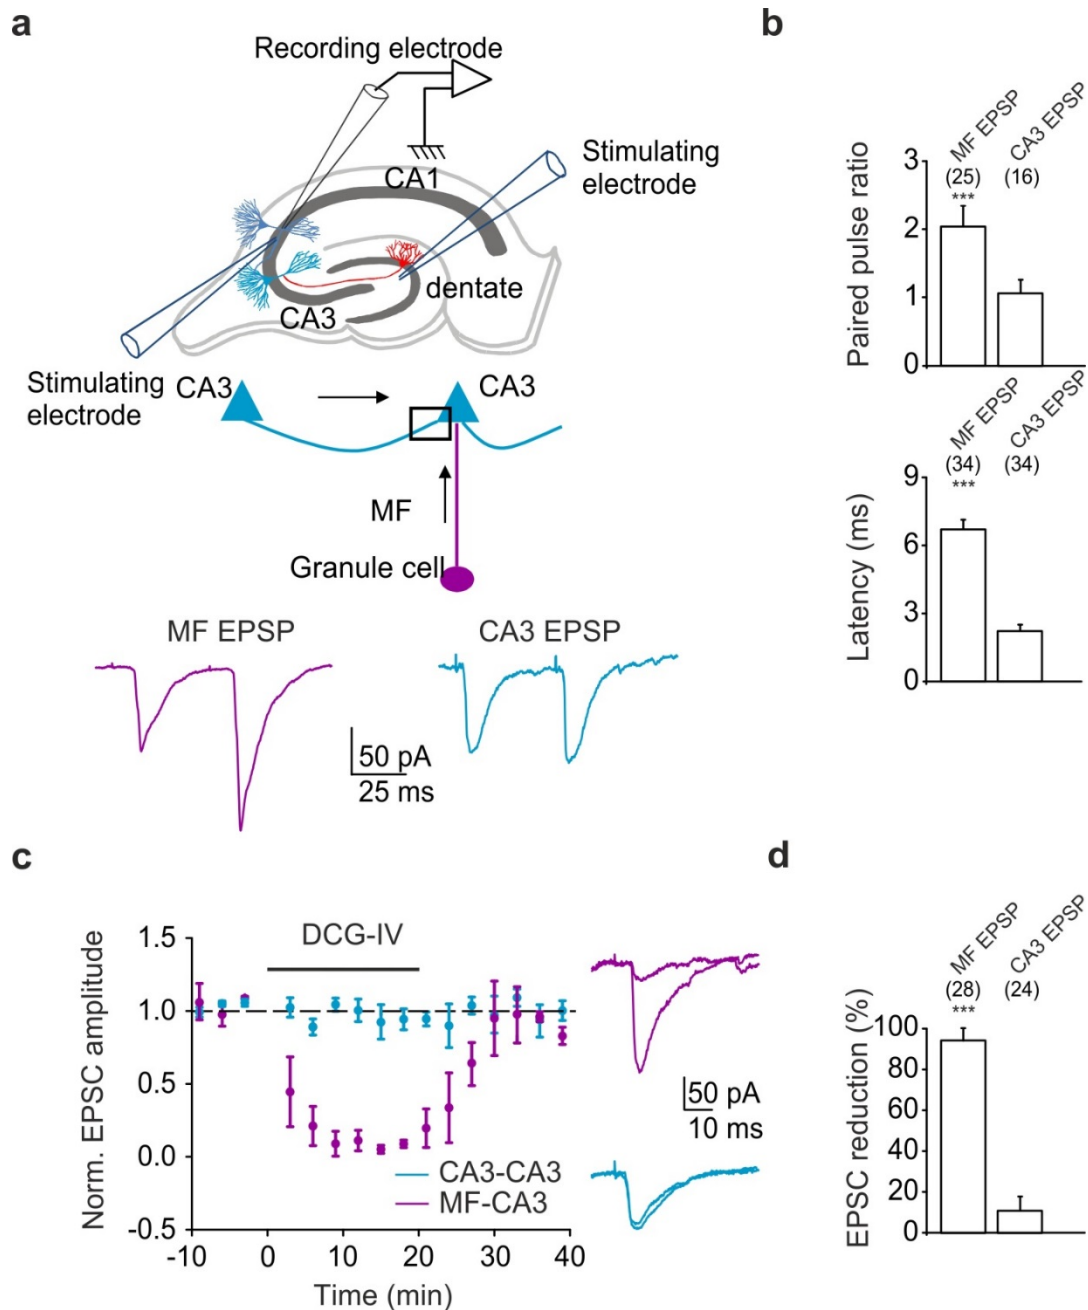 a
Recording electrode
CA1
Stimulating
electrode
dentate
CA3
Stimulating
electrode
CA3
CA3
MF
Granule cell
MF EPSP
CA3 EPSP
50 pA
25 ms
b
MF EPSP
CA3 EPSP
(25)
(16)
***
Paired pulse ratio
3
2
1
0
MF EPSP
CA3 EPSP
(34)
(34)
***
Latency (ms)
9
6
3
0
c
DCG-IV
Norm. EPSC amplitude
1.5
1.0
0.5
0.0
-0.5
CA3-CA3
MF-CA3
-10
0
10
20
30
40
Time (min)
50 pA
10 ms
d
MF EPSP
CA3 EPSP
(28)
(24)
***
EPSC reduction (%)
100
80
60
40
20
0